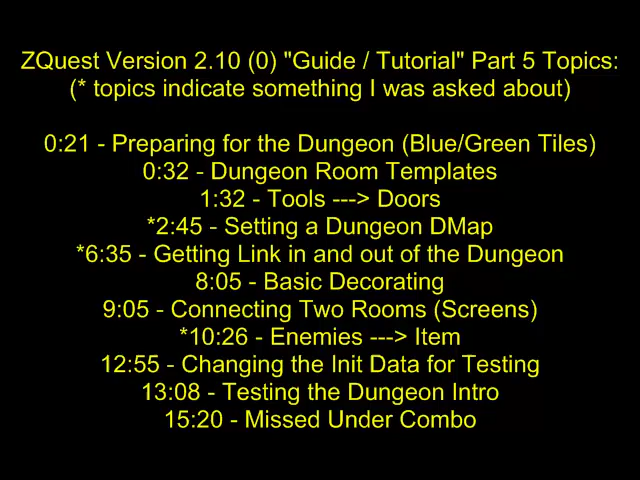 ZQuest Version 2.10 (0) "Guide / Tutorial" Part 5 Topics:
(* topics indicate something I was asked about)
0:21 - Preparing for the Dungeon (Blue/Green Tiles)
0:32 - Dungeon Room Templates
1:32 - Tools ---> Doors
*2:45 - Setting a Dungeon DMap
*6:35 - Getting Link in and out of the Dungeon
8:05 - Basic Decorating
9:05 - Connecting Two Rooms (Screens)
*10:26 - Enemies ---> Item
12:55 - Changing the Init Data for Testing
13:08 - Testing the Dungeon Intro
15:20 - Missed Under Combo